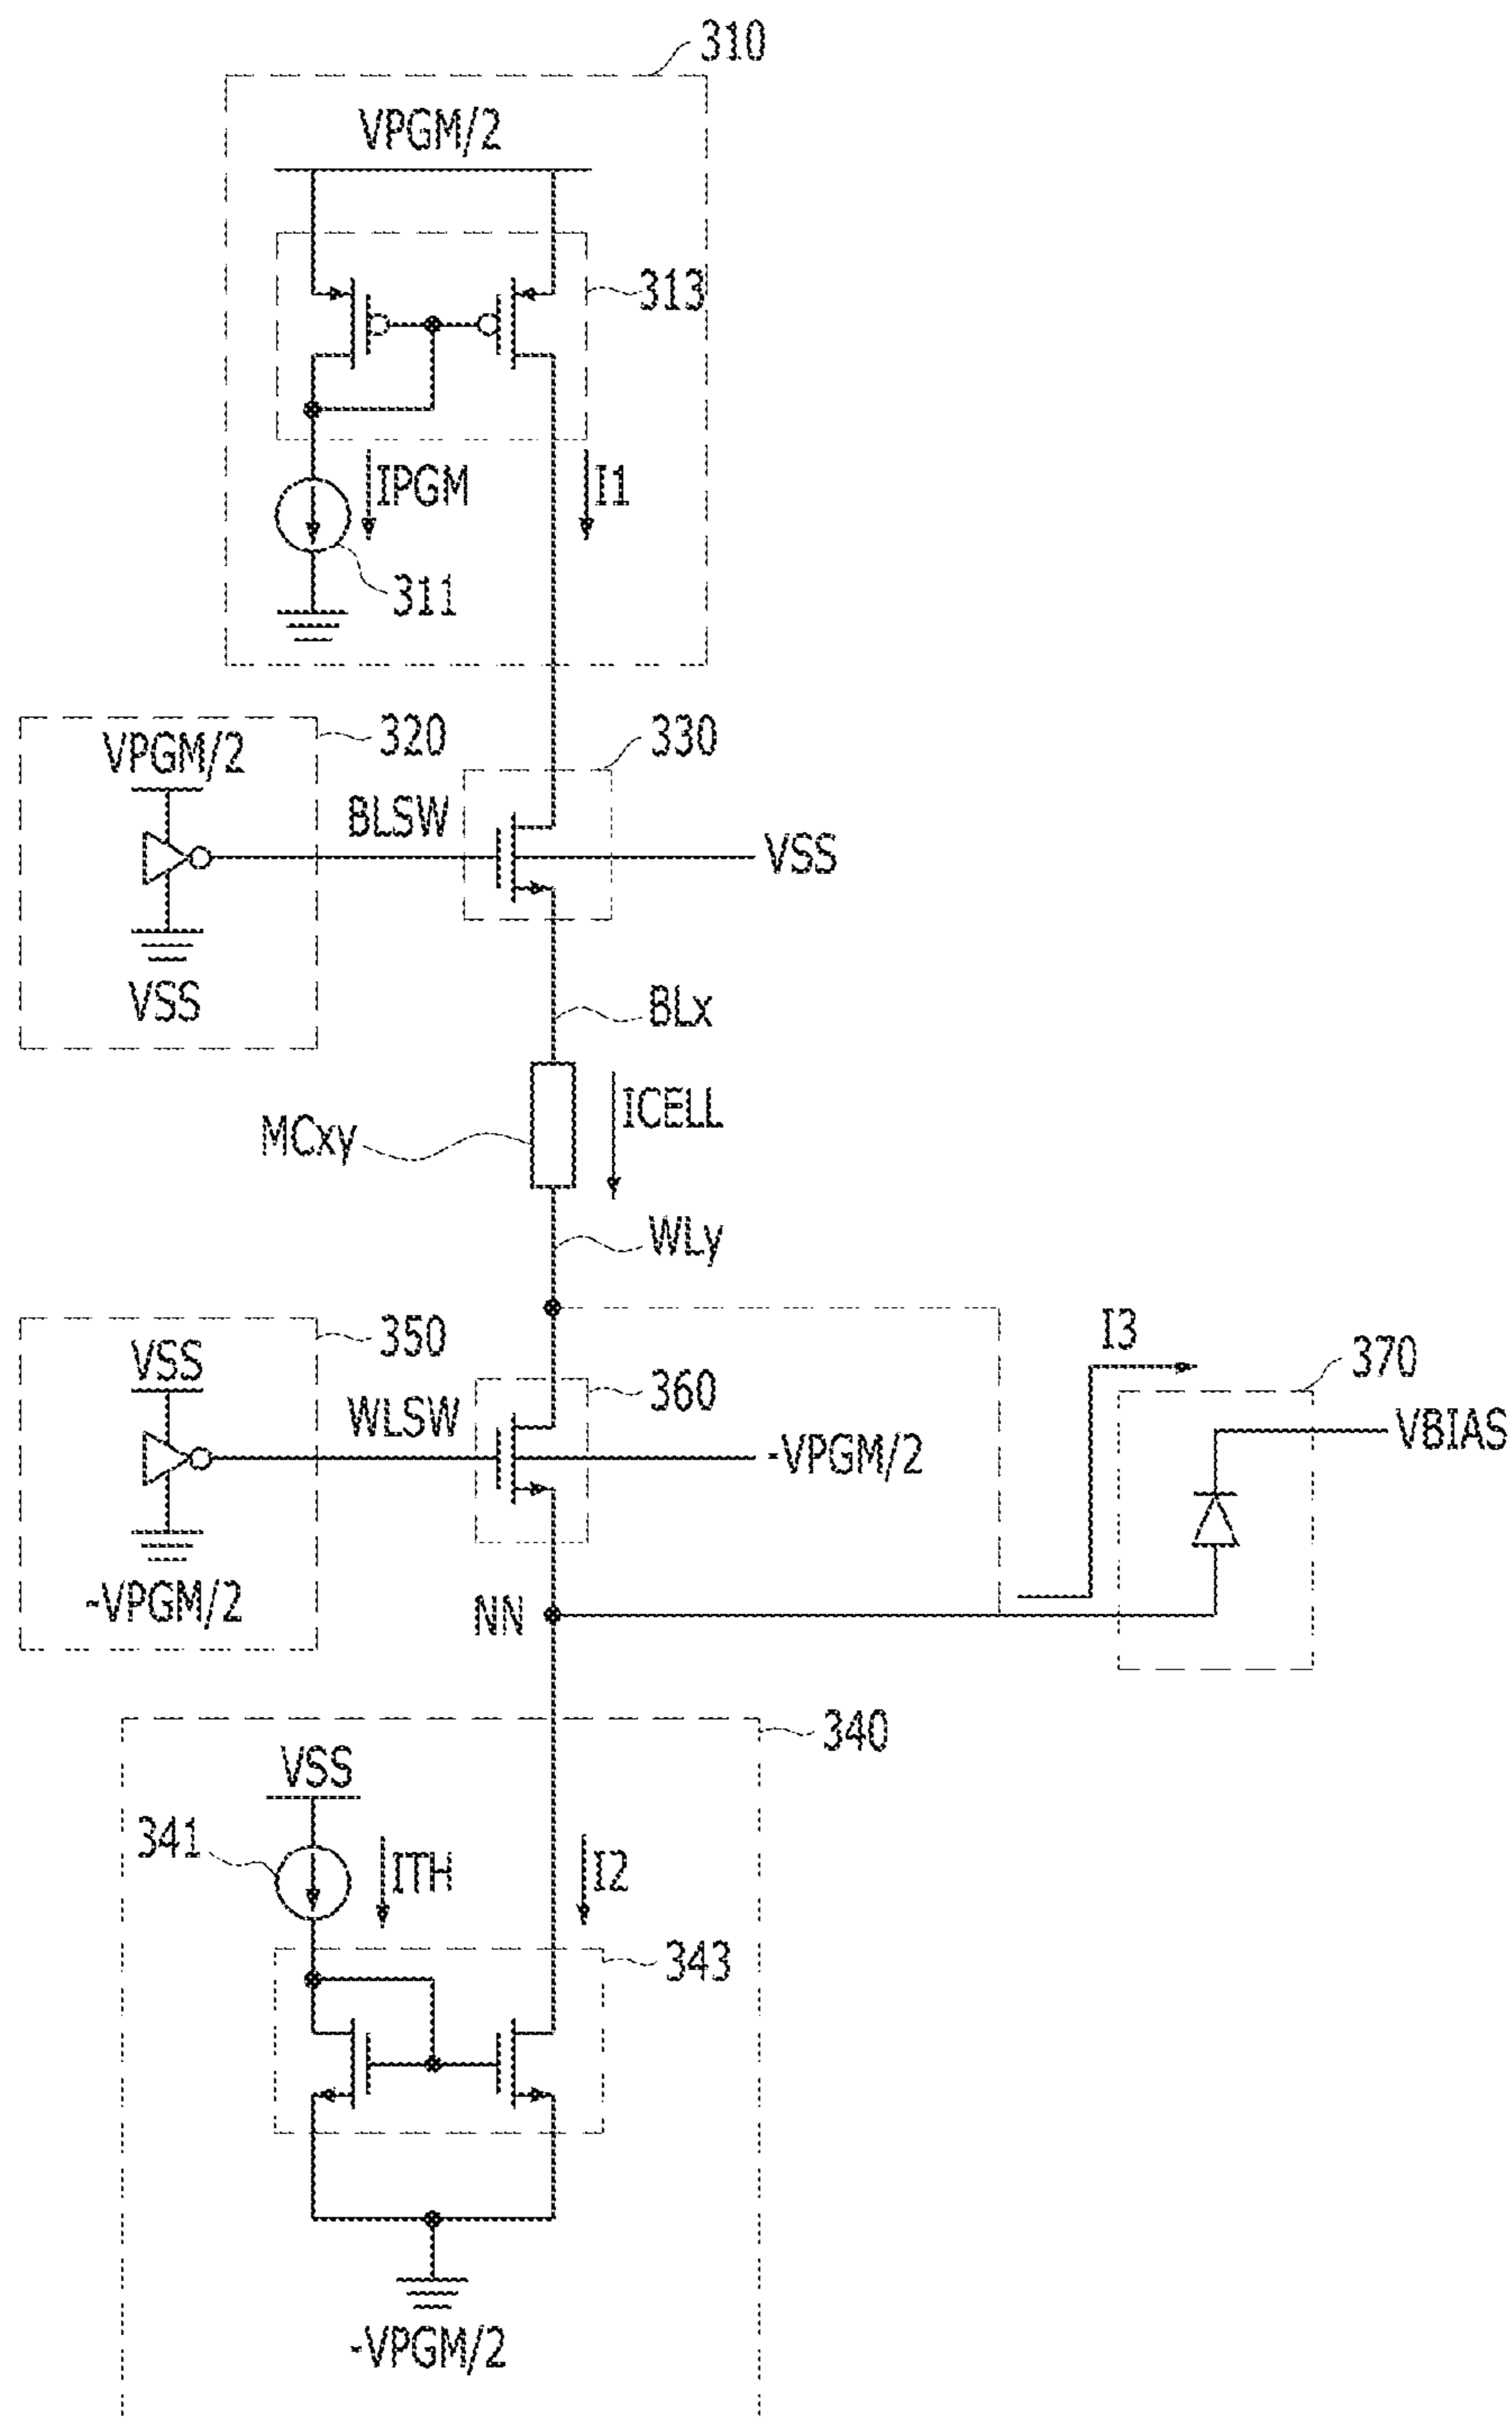 310
VPGM/2
313
IPGM
I1
311
320
VPGM/2
330
BLSW
VSS
VSS
BLx
ICELL
MCxy
WLy
I3
350
VSS
370
360
WLSW
VBIAS
-VPGM/2
-VPGM/2
NN
340
VSS
341
ITH
I2
343
-VPGM/2